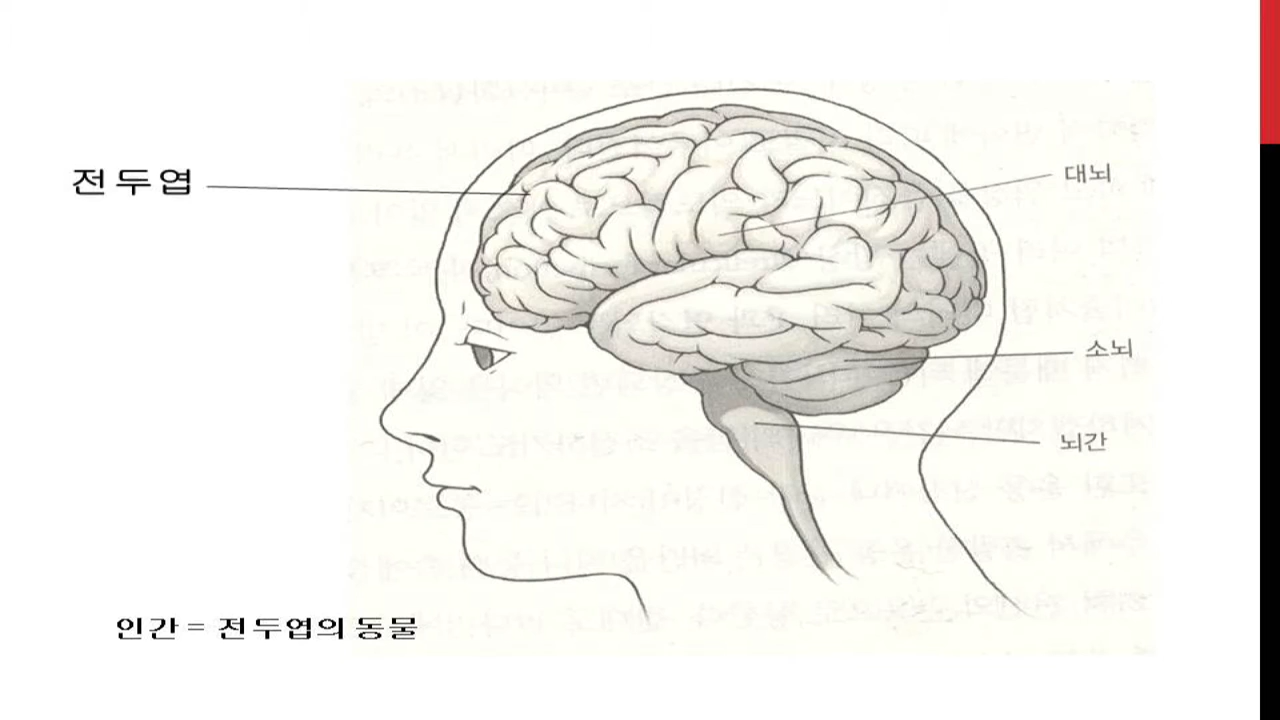 전두엽
대뇌
소뇌
뇌간
인간 = 전두엽의 동물